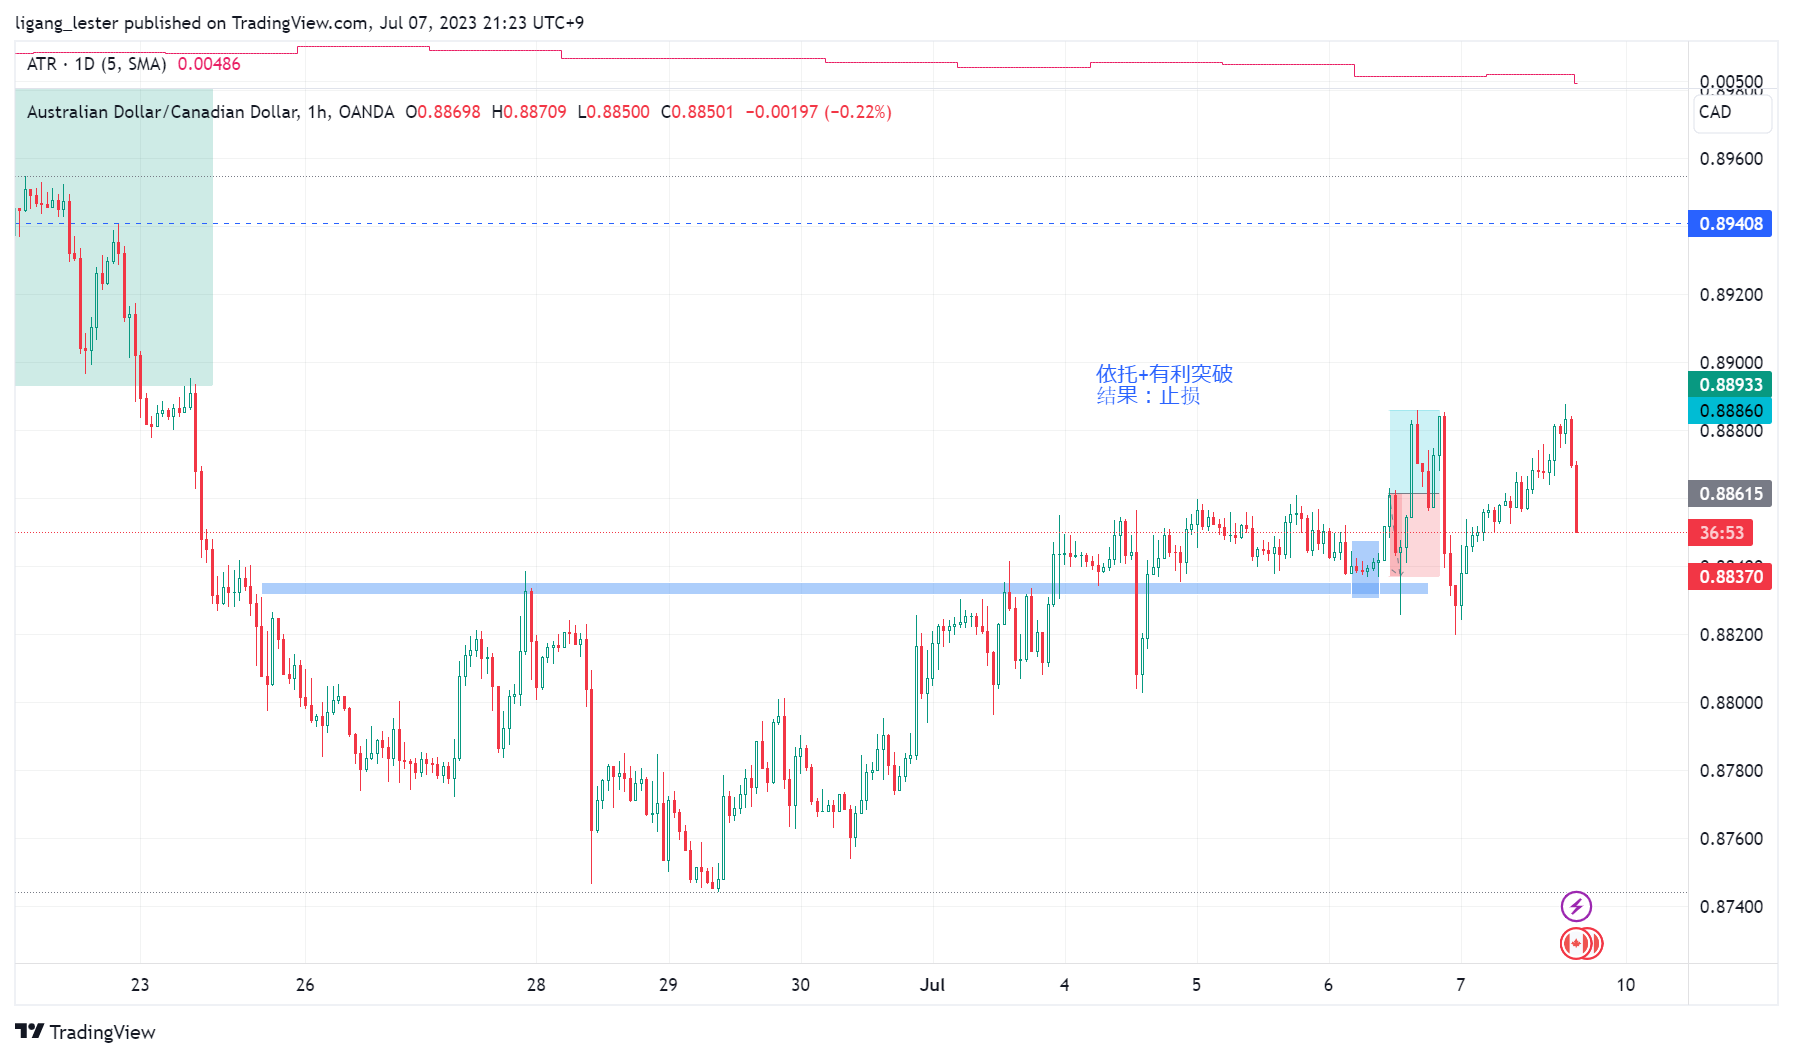 ligang_lester published on TradingView.com, Jul 07, 2023 21:23 UTC+9
ATR · 1D (5, SMA) 0.00486
0.00500
Australian Dollar/Canadian Dollar, 1h, OANDA O0.88698 H0.88709 L0.88500 C0.88501 −0.00197 (−0.22%)
CAD
0.89600
0.89408
0.89200
0.89000
依托+有利突破
结果：止损
0.88933
0.88860
0.88800
0.88615
36:53
0.88370
0.88200
0.88000
0.87800
0.87600
0.87400
23 26 28 29 30 Jul 4 5 6 7 10
TradingView